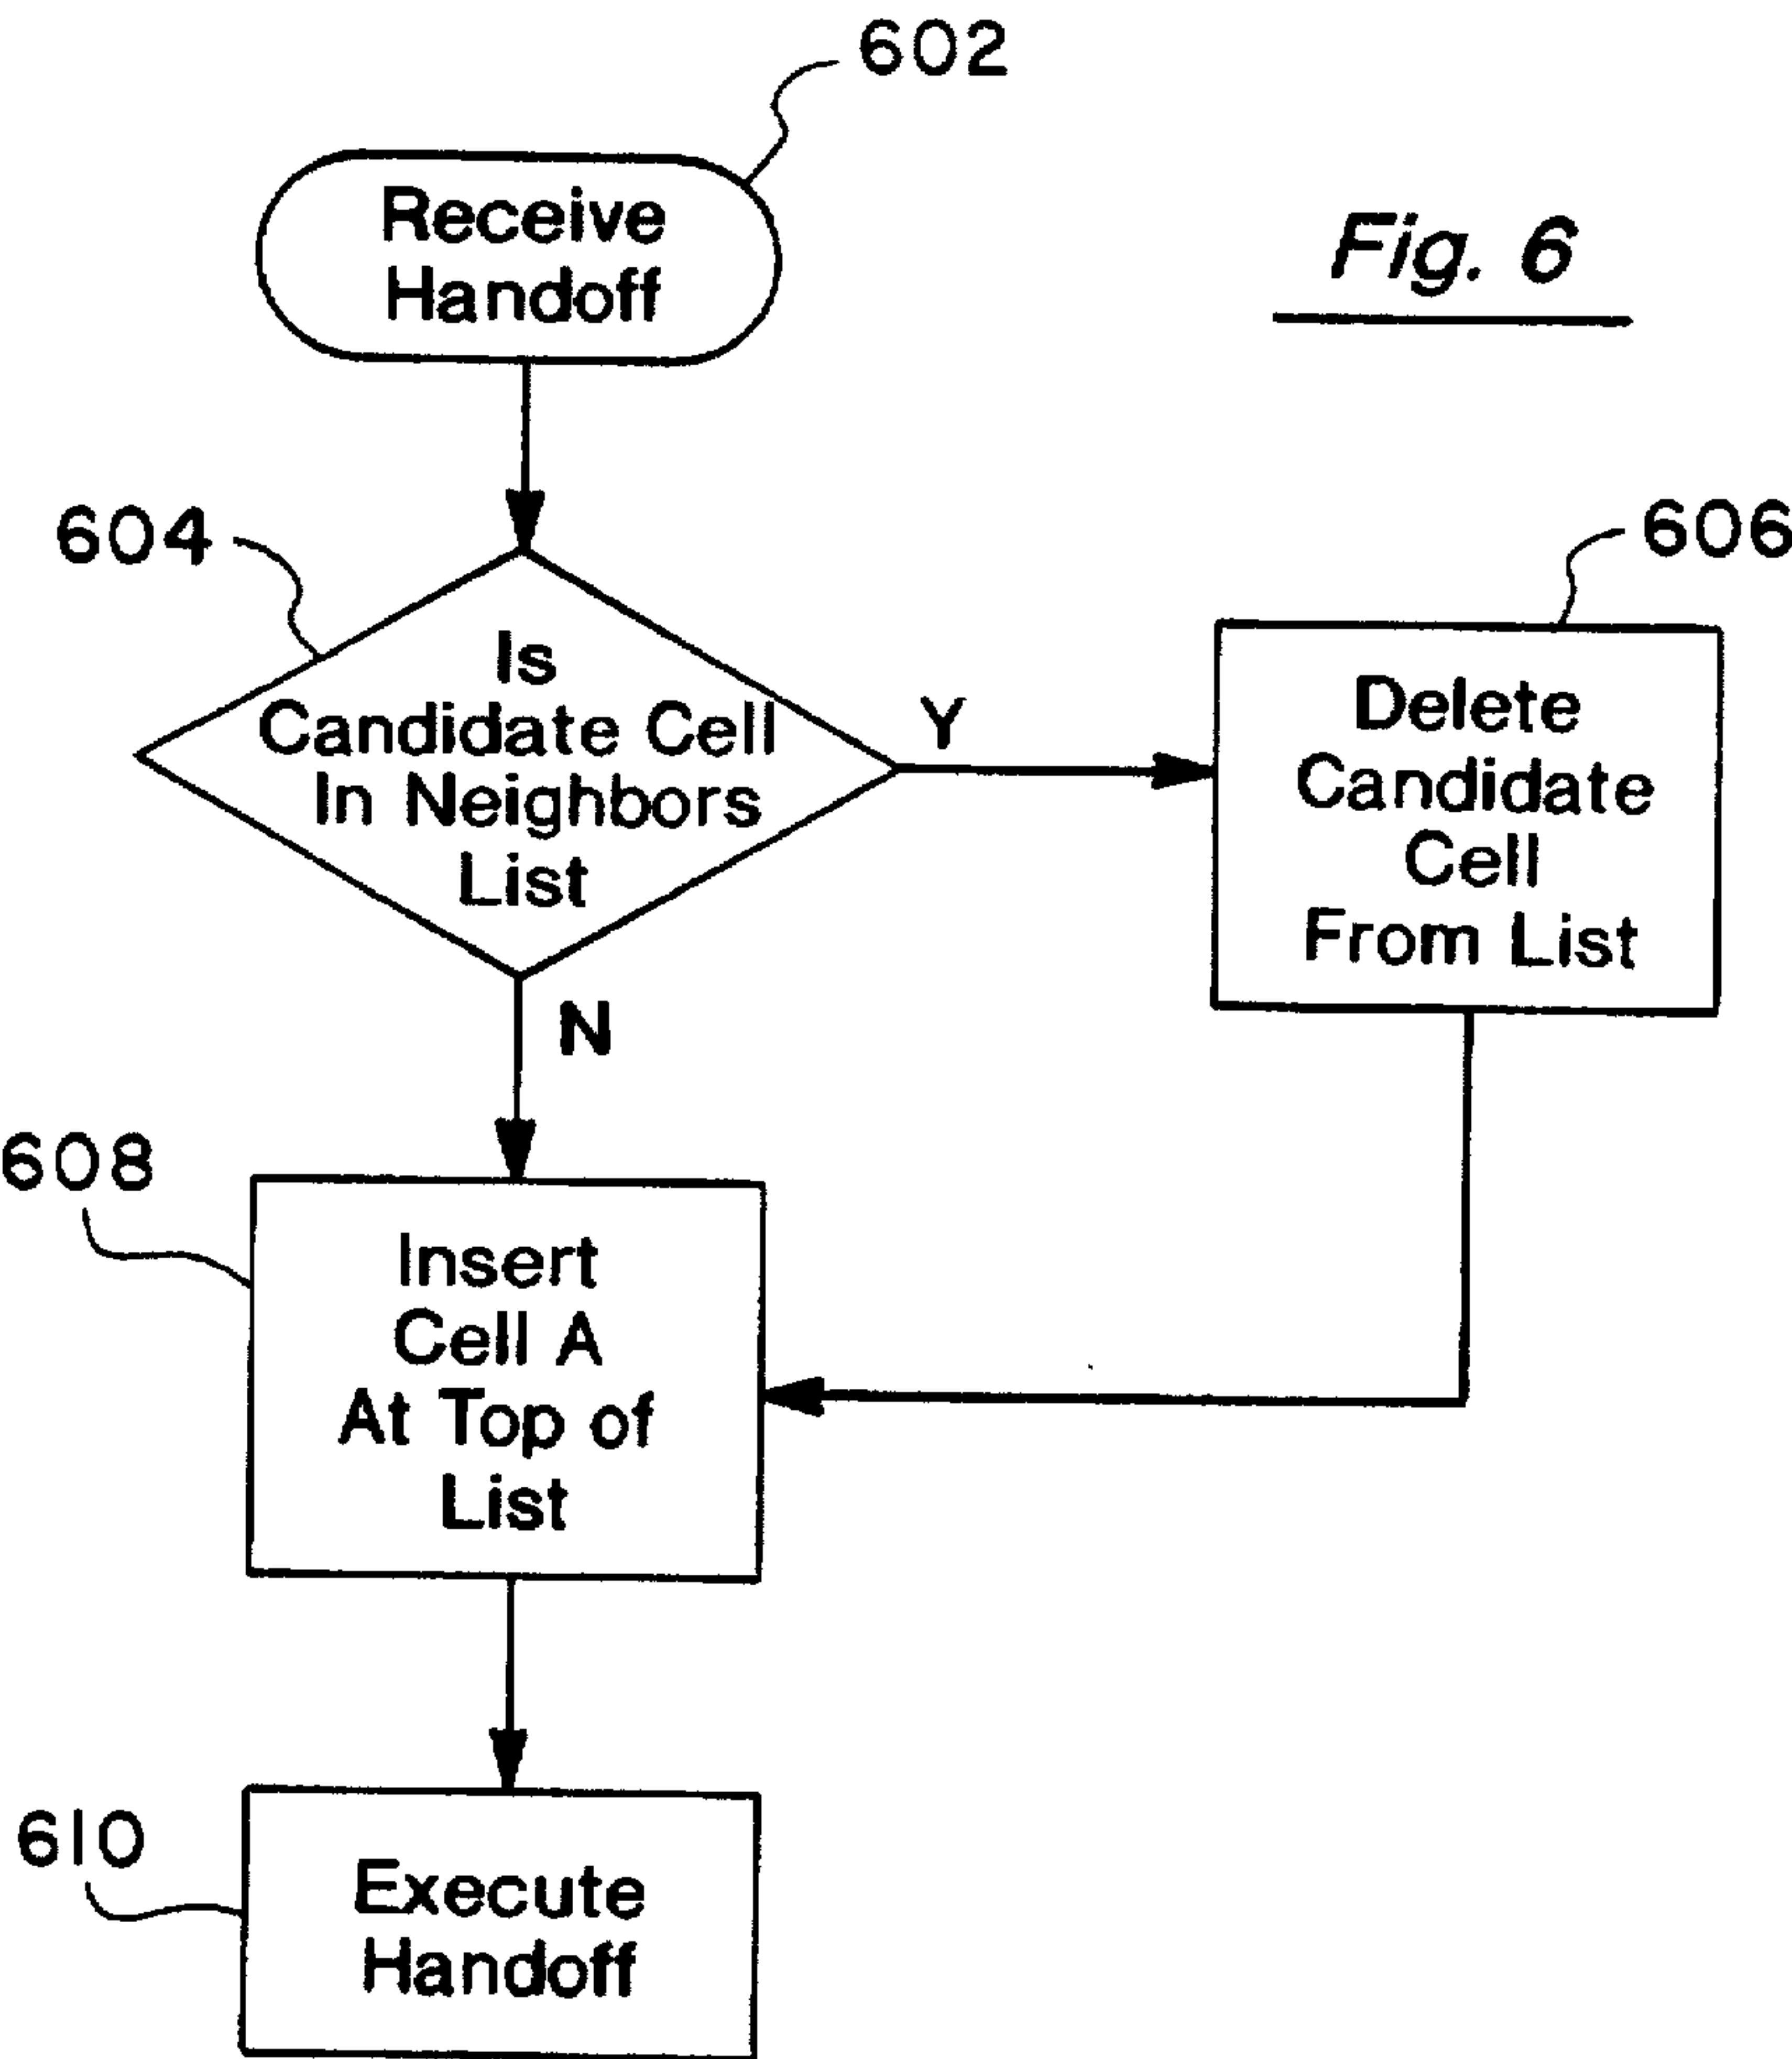 602
Receive
Handoff
Fig. 6
604
Is
Candidate Cell
In Neighbors
List
Y
606
Delete
Candidate
Cell
From List
N
608
Insert
Cell A
At Top of
List
610
Execute
Handoff